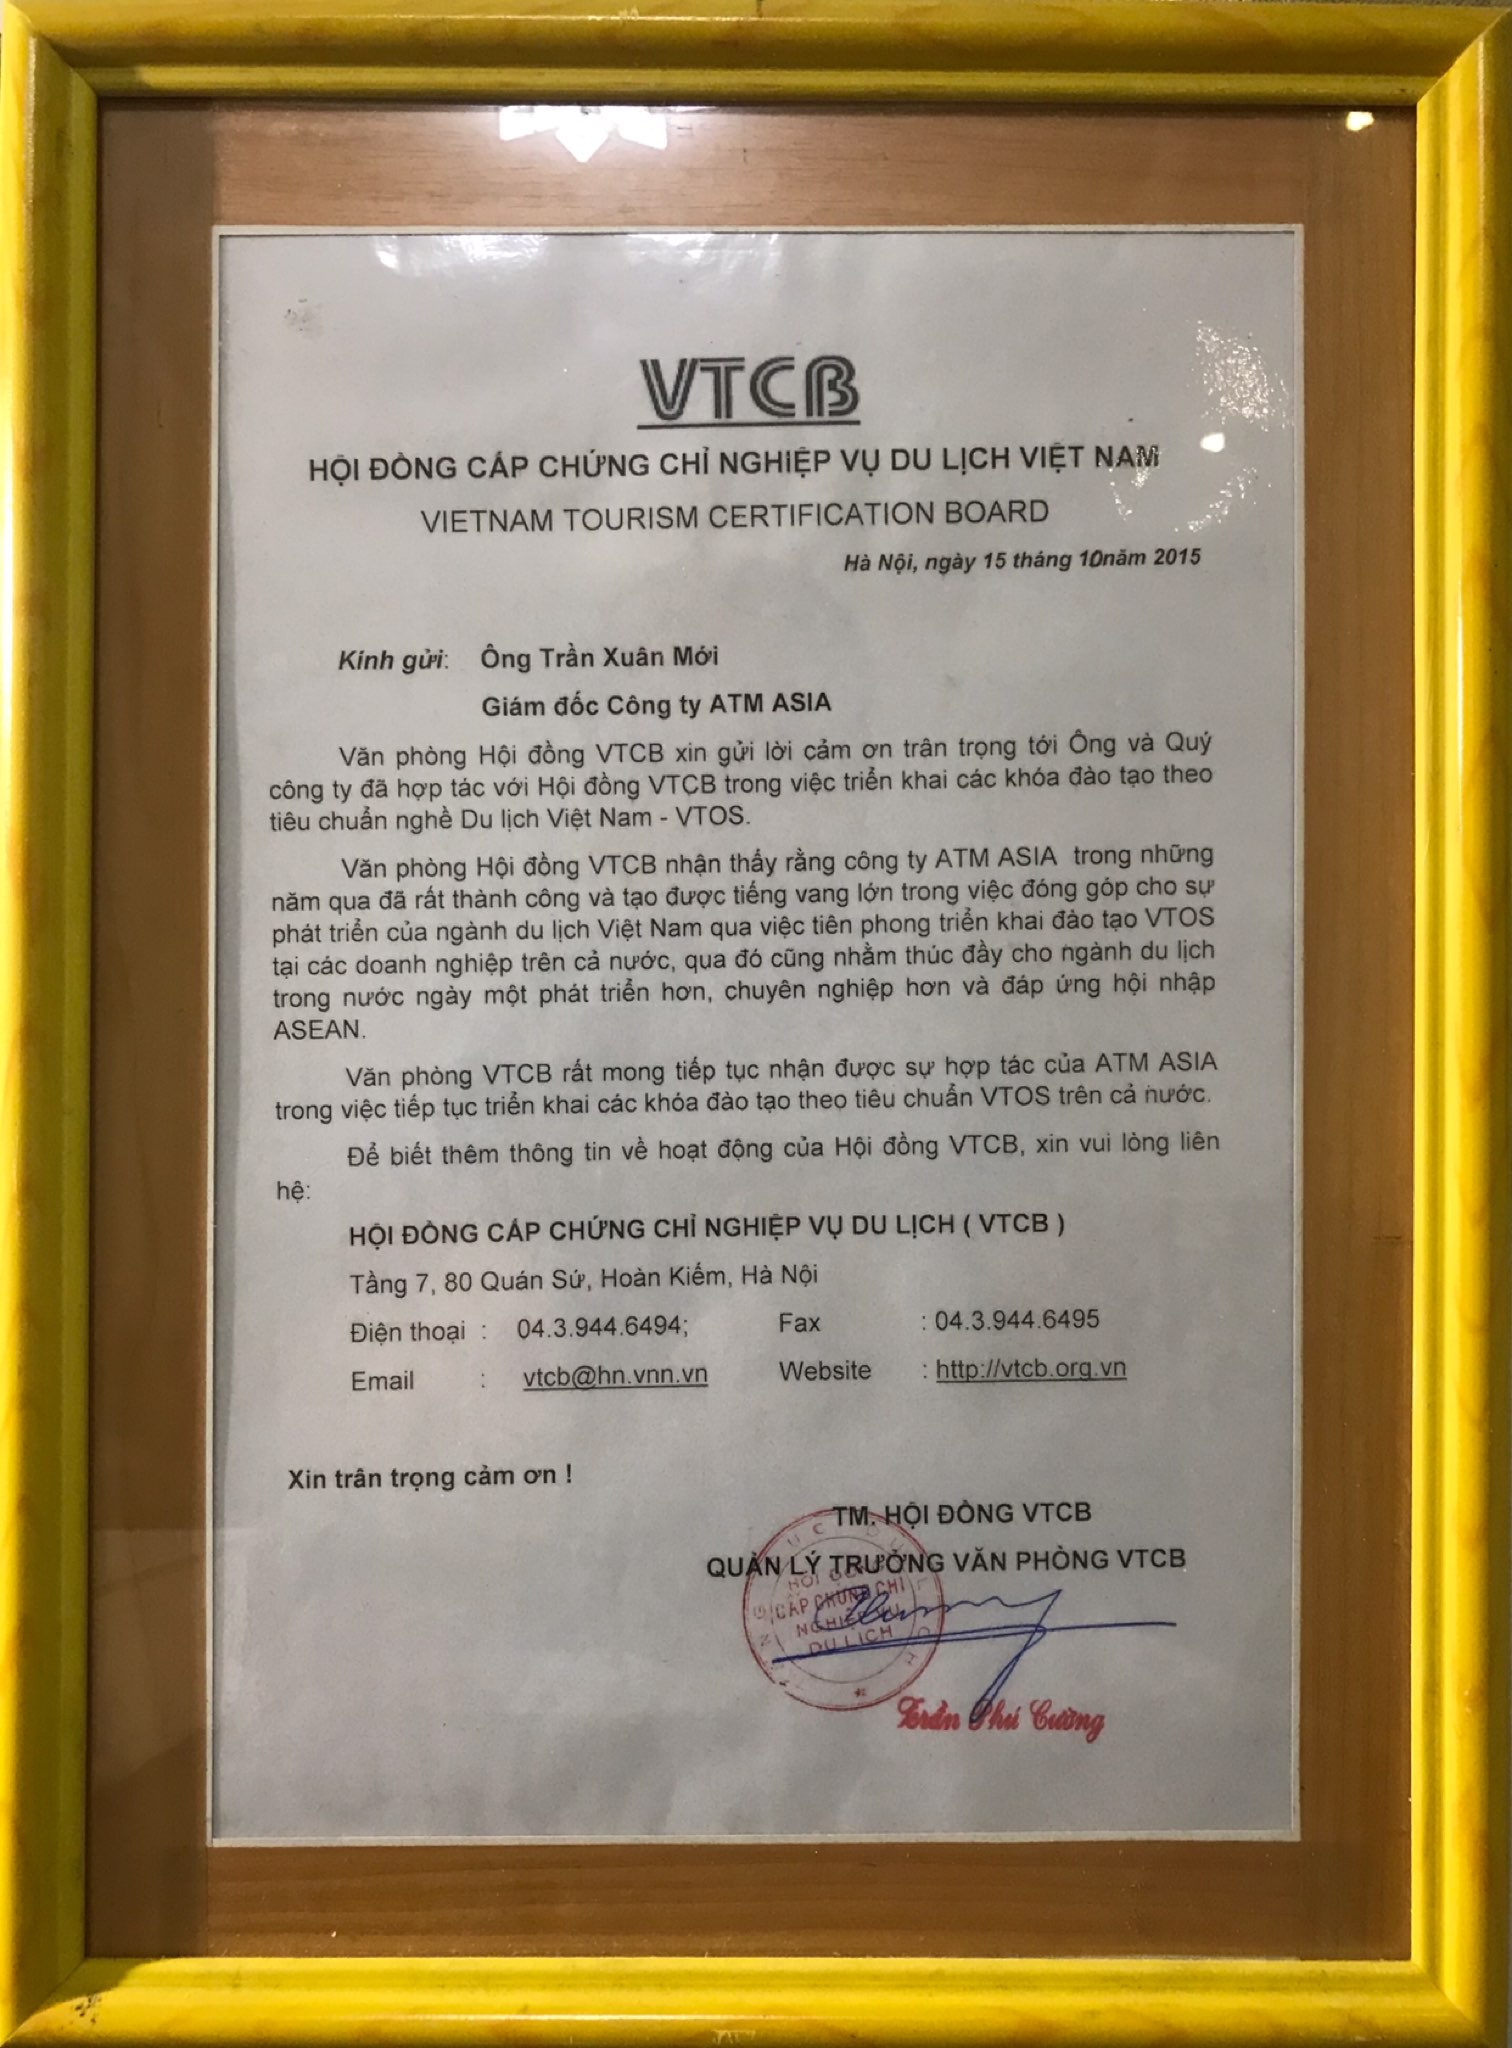 VTCB
HỘI ĐỒNG CẤP CHỨNG CHỈ NGHIỆP VỤ DU LỊCH VIỆT NAM
VIETNAM TOURISM CERTIFICATION BOARD
Hà Nội, ngày 15 tháng 10năm 2015
Kính gửi: Ông Trần Xuân Mới
Giám đốc Công ty ATM ASIA
Văn phòng Hội đồng VTCB xin gửi lời cảm ơn trân trọng tới Ông và Quý
công ty đã hợp tác với Hội đồng VTCB trong việc triển khai các khóa đào tạo theo
tiêu chuẩn nghề Du lịch Việt Nam - VTOS.
Văn phòng Hội đồng VTCB nhận thấy rằng công ty ATM ASIA trong những
năm qua đã rất thành công và tạo được tiếng vang lớn trong việc đóng góp cho sự
phát triển của ngành du lịch Việt Nam qua việc tiên phong triển khai đào tạo VTOS
tại các doanh nghiệp trên cả nước, qua đó cũng nhằm thúc đẩy cho ngành du lịch
trong nước ngày một phát triển hơn, chuyên nghiệp hơn và đáp ứng hội nhập
ASEAN.
Văn phòng VTCB rất mong tiếp tục nhận được sự hợp tác của ATM ASIA
trong việc tiếp tục triển khai các khóa đào tạo theo tiêu chuẩn VTOS trên cả nước.
Để biết thêm thông tin về hoạt động của Hội đồng VTCB, xin vui lòng liên
hệ:
HỘI ĐỒNG CẤP CHỨNG CHỈ NGHIỆP VỤ DU LỊCH ( VTCB )
Tầng 7, 80 Quán Sứ, Hoàn Kiếm, Hà Nội
Điện thoại : 04.3.944.6494; Fax : 04.3.944.6495
Email : vtcb@hn.vnn.vn Website : http://vtcb.org.vn
Xin trân trọng cảm ơn !
TM. HỘI ĐỒNG VTCB
QUẢN LÝ TRƯỞNG VĂN PHÒNG VTCB
HỘI ĐỒNG
CẤP CHỨNG CHỈ
NGHIỆP VỤ
DU LỊCH
Trần Phú Cường